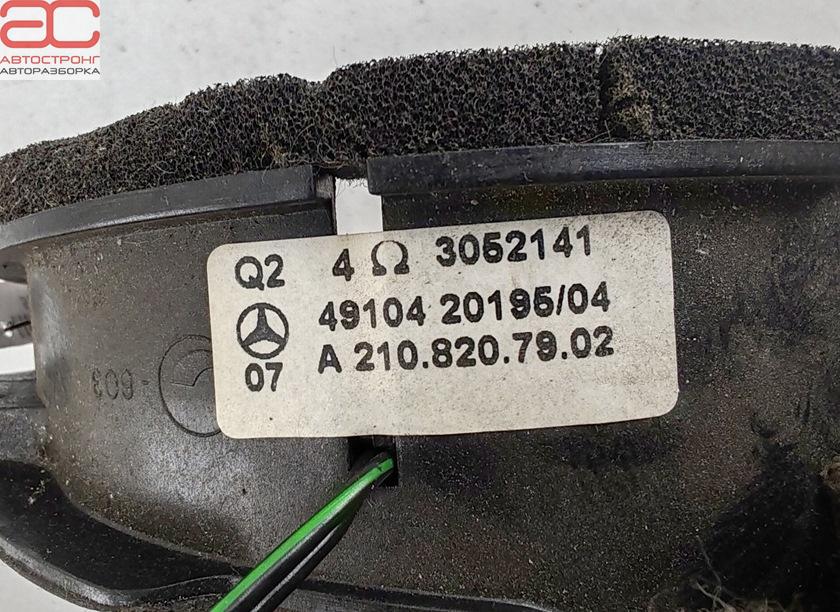 АС
АВТОСТРОНГ
АВТОРАЗБОРКА
Q2 4 Ω 3052141
49104 20195/04
A 210.820.79.02
07